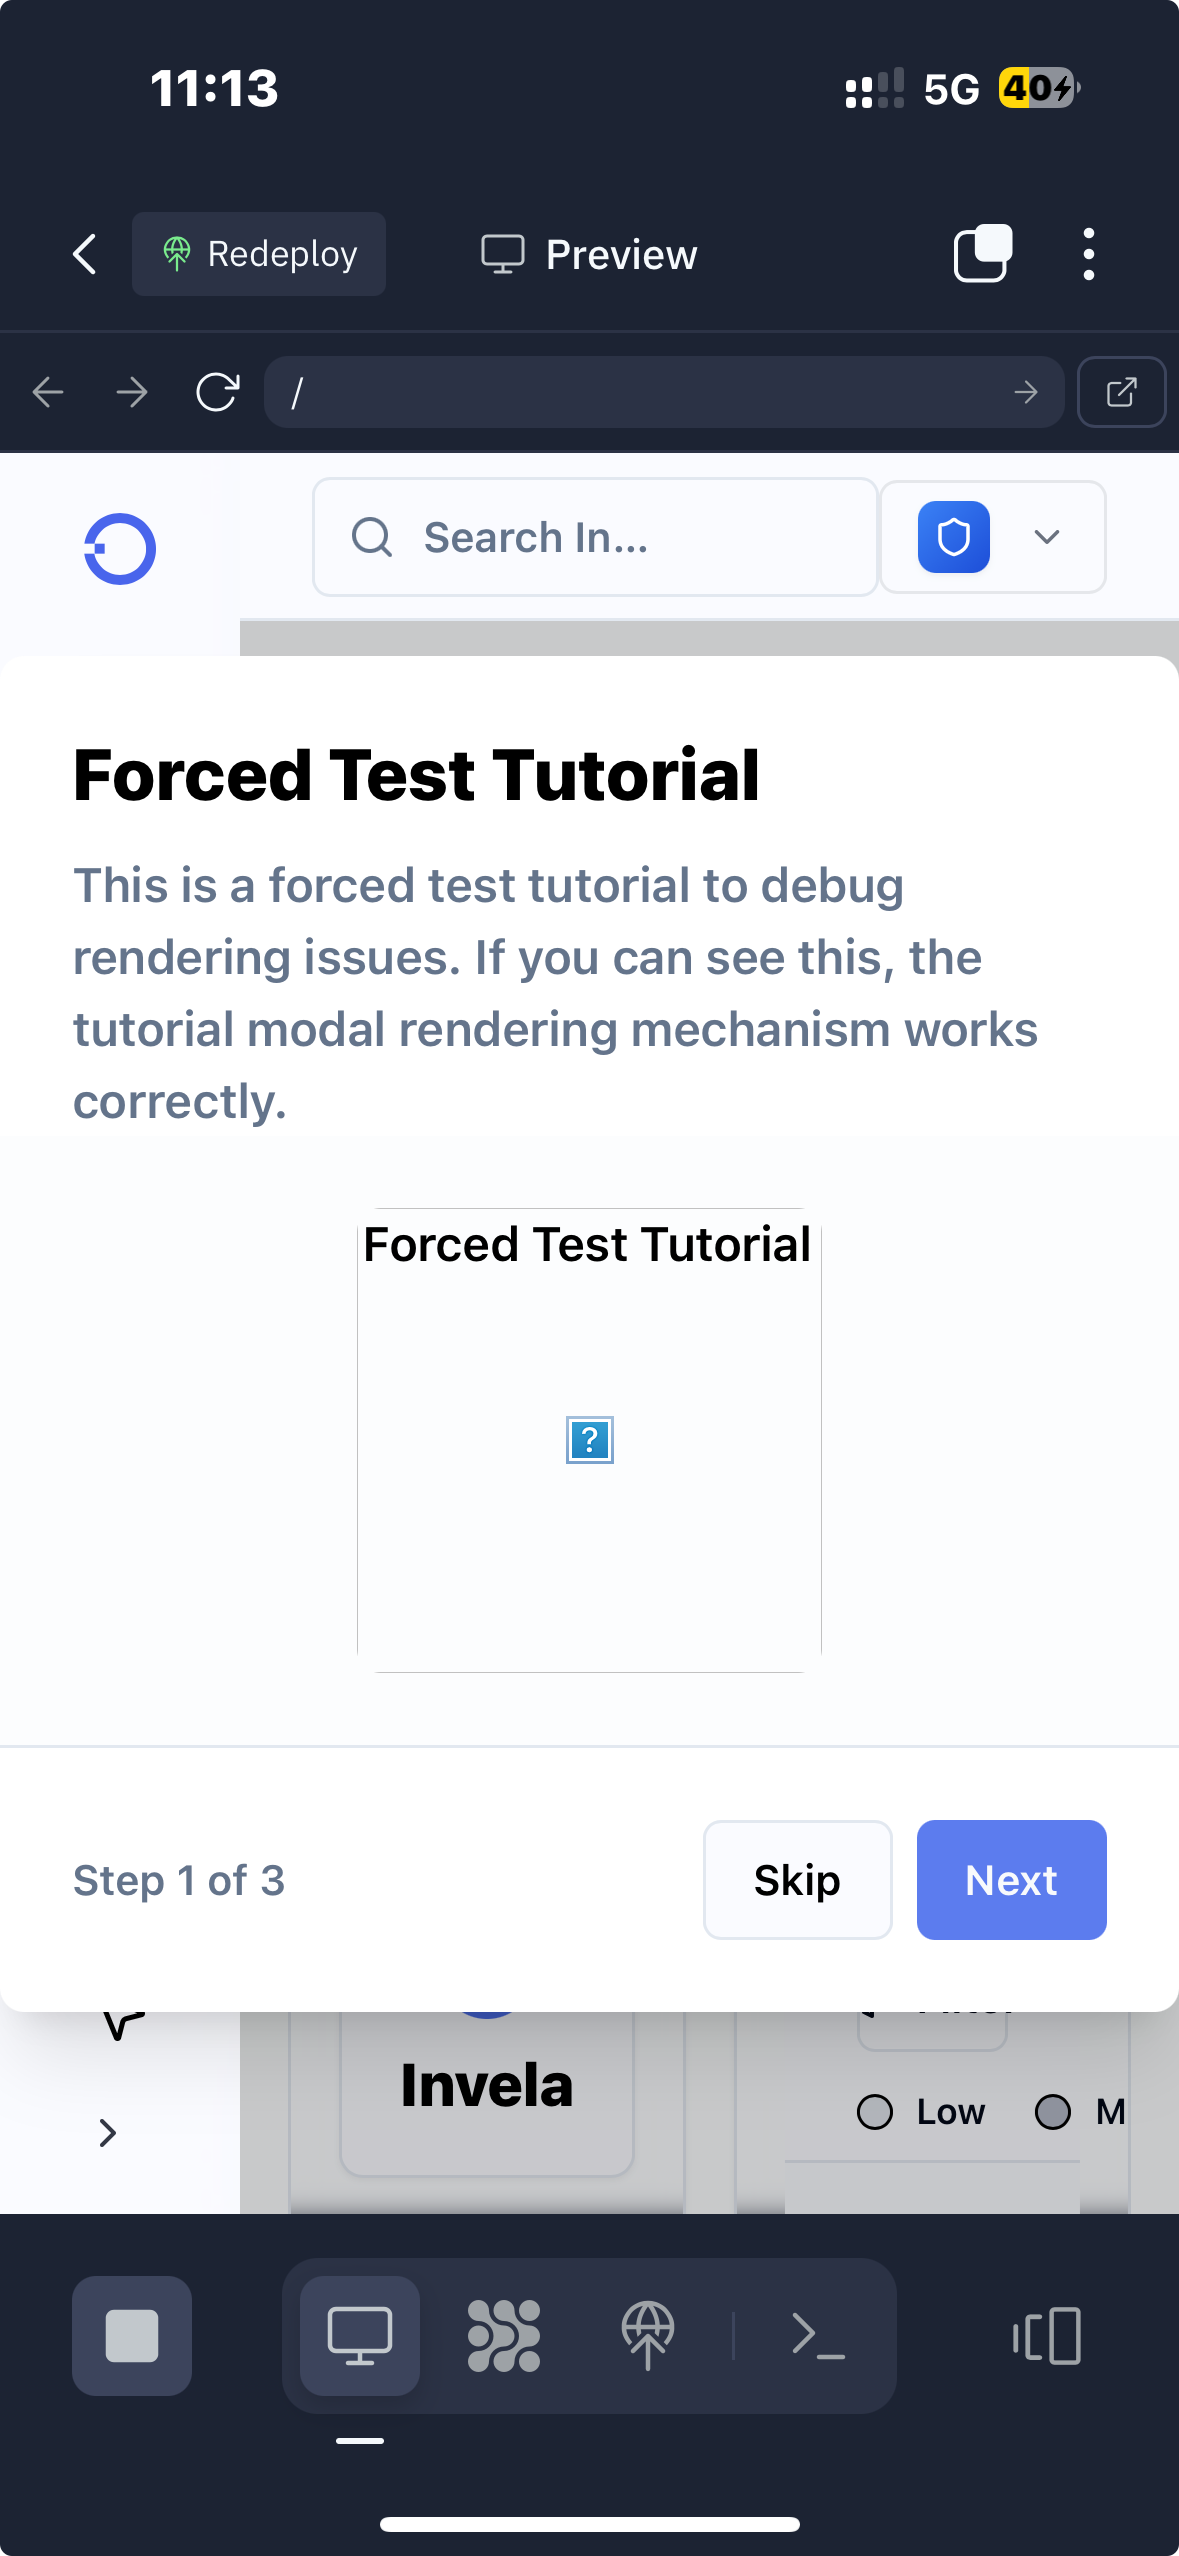 11:13
5G
40
Redeploy
Preview
/
Search In...
Forced Test Tutorial
This is a forced test tutorial to debug
rendering issues. If you can see this, the
tutorial modal rendering mechanism works
correctly.
Forced Test Tutorial
?
Step 1 of 3
Skip
Next
Invela
Low
M